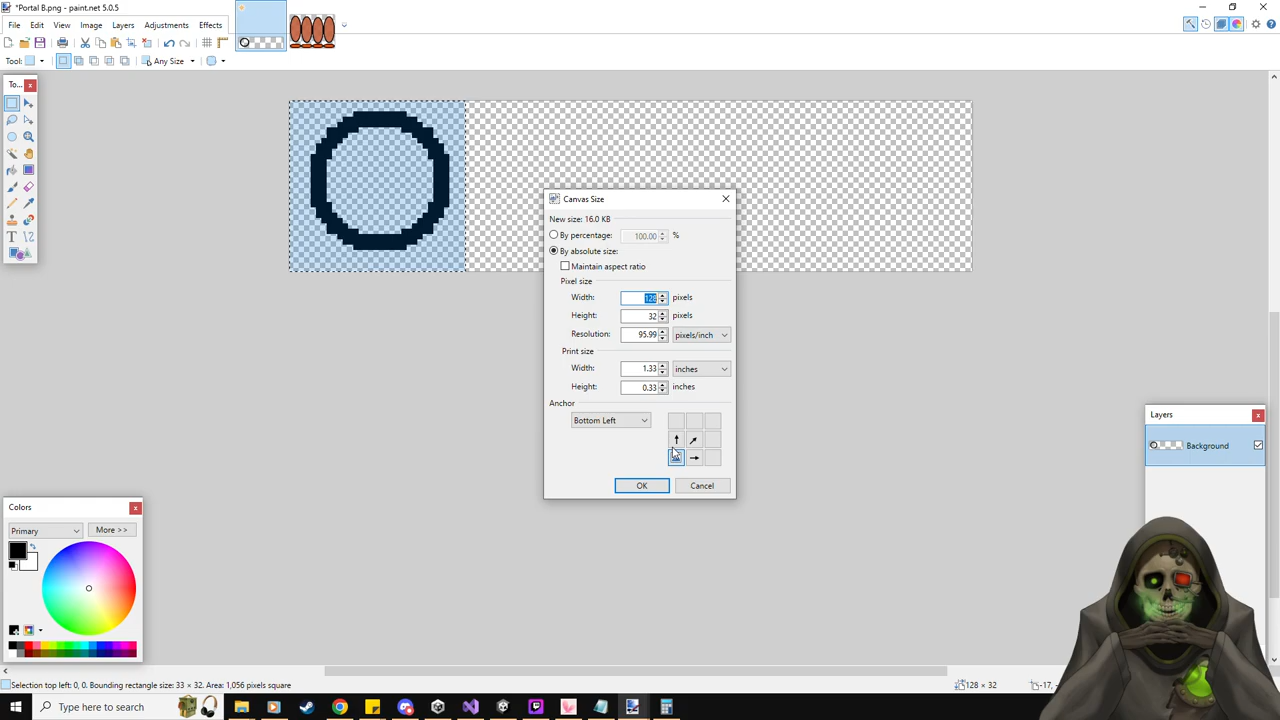 *Portal B.png - paint.net 5.0.5
File Edit View Image Layers Adjustments Effects
Tool: Any Size
To...
Canvas Size
New size: 16.0 KB
By percentage: 100.00 %
By absolute size:
Maintain aspect ratio
Pixel size
Width: 128 pixels
Height: 32 pixels
Resolution: 95.99 pixels/inch
Print size
Width: 1.33 inches
Height: 0.33 inches
Anchor
Bottom Left
OK Cancel
Layers
Background
Colors
Primary More >>
Selection top left: 0, 0. Bounding rectangle size: 33 × 32. Area: 1,056 pixels square
128 × 32
-17,
Type here to search